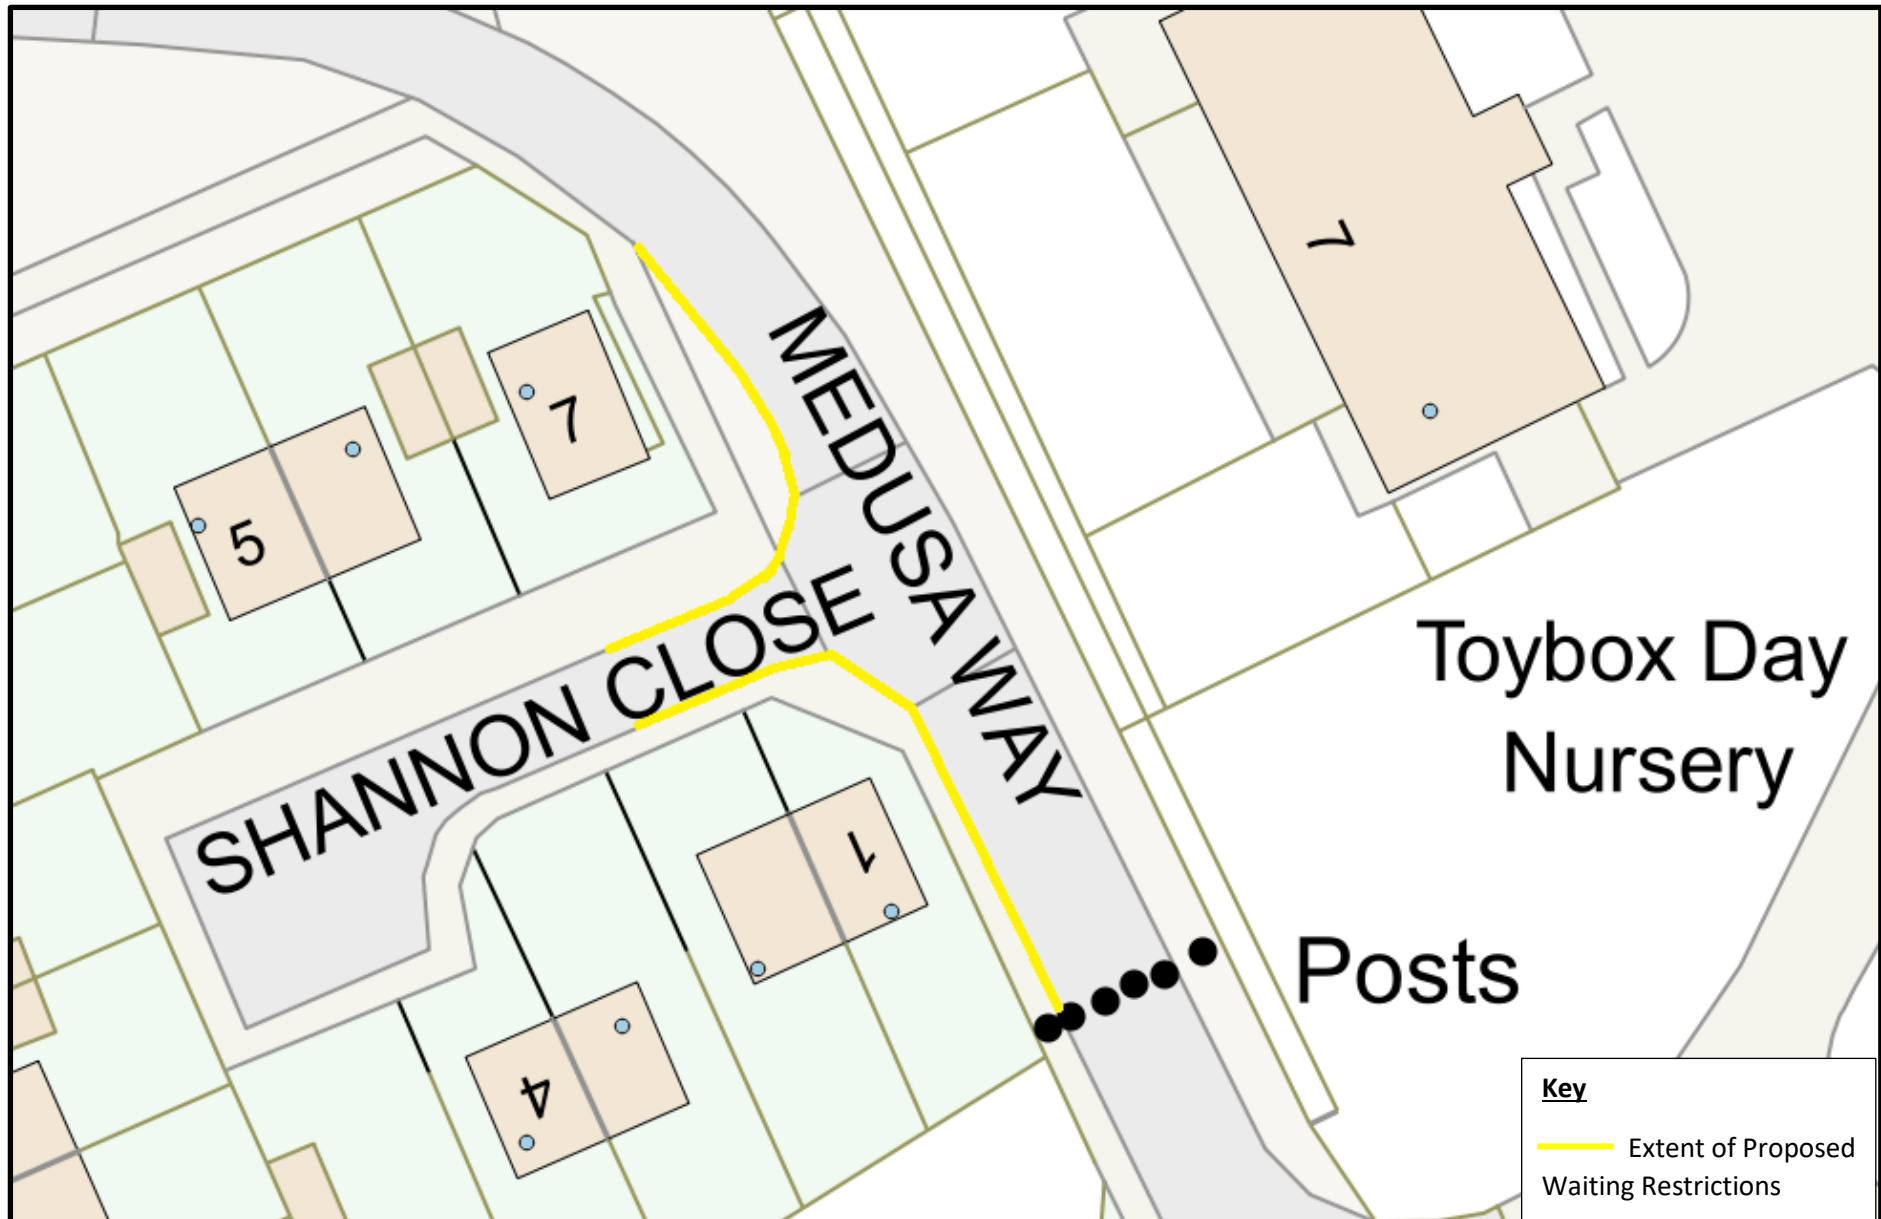 7
MEDUSA WAY
7
5
SHANNON CLOSE
Toybox Day
Nursery
1
Posts
4
Key
Extent of Proposed
Waiting Restrictions